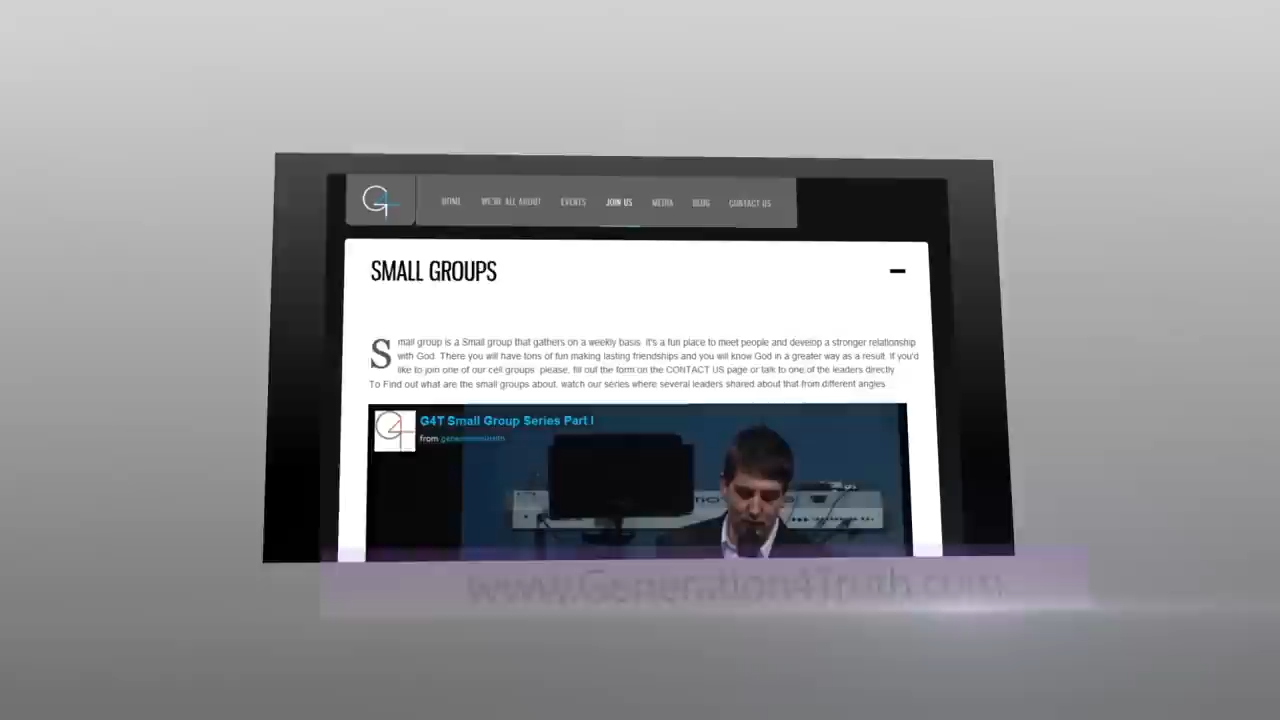 G4
HOME WE'RE ALL ABOUT EVENTS JOIN US MEDIA BLOG CONTACT US
SMALL GROUPS
Small group is a Small group that gathers on a weekly basis. It's a fun place to meet people and develop a stronger relationship
with God. There you will have tons of fun making lasting friendships and you will know God in a greater way as a result. If you'd
like to join one of our cell groups, please, fill out the form on the CONTACT US page or talk to one of the leaders directly
To Find out what are the small groups about, watch our series where several leaders shared about that from different angles
G4T Small Group Series Part I
from generation4truth
www.Generation4Truth.com